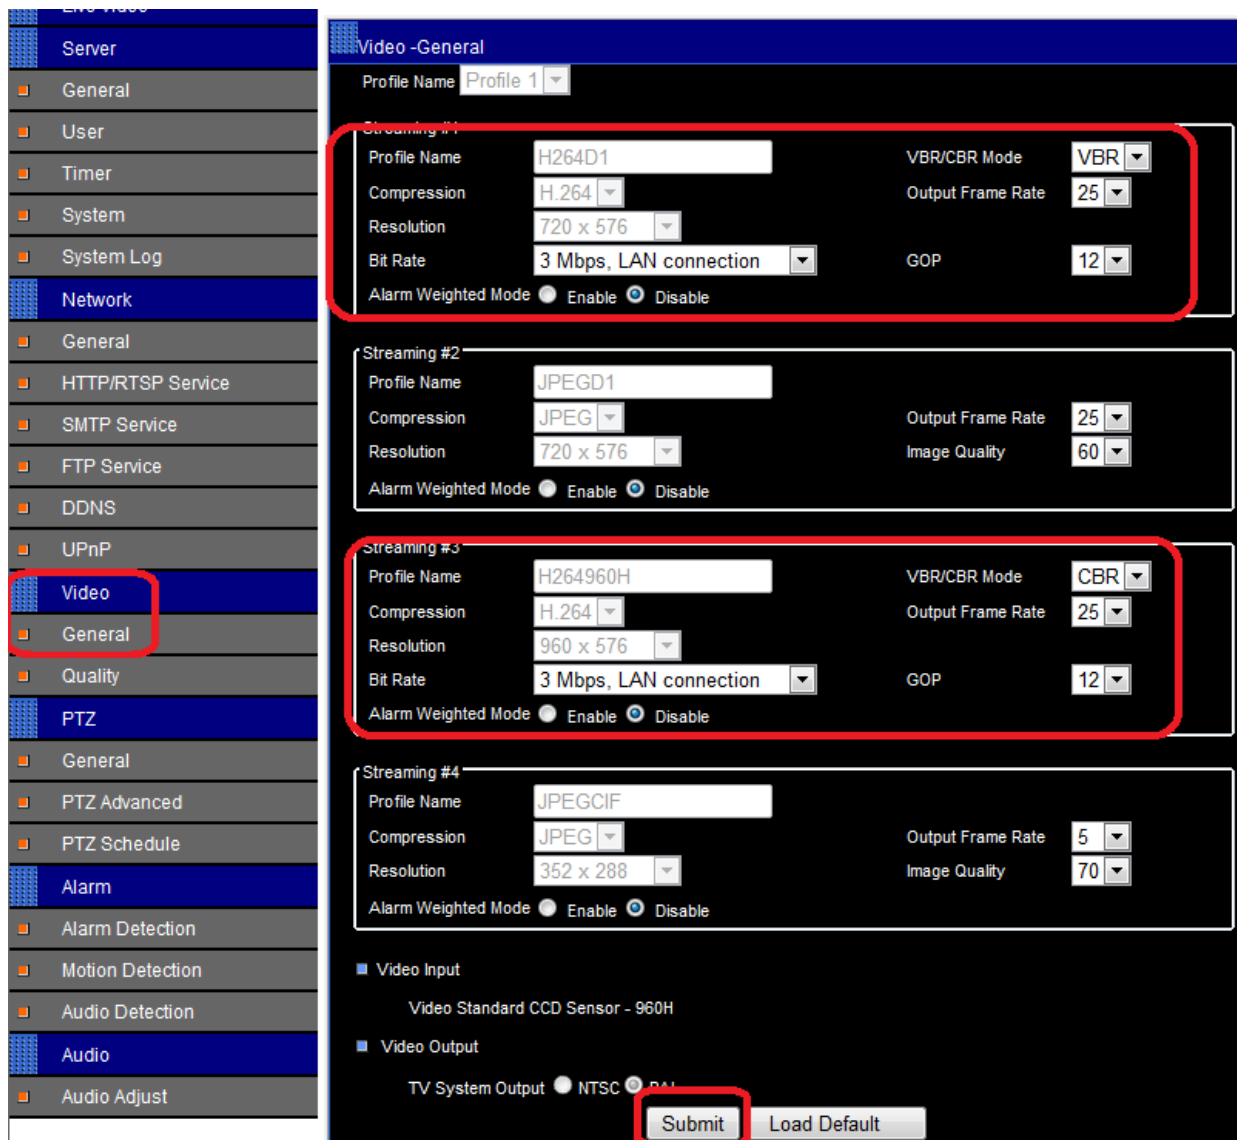 Live Video
Server
General
User
Timer
System
System Log
Network
General
HTTP/RTSP Service
SMTP Service
FTP Service
DDNS
UPnP
Video
General
Quality
PTZ
General
PTZ Advanced
PTZ Schedule
Alarm
Alarm Detection
Motion Detection
Audio Detection
Audio
Audio Adjust
Video -General
Profile Name Profile 1
Streaming #1
Profile Name H264D1 VBR/CBR Mode VBR
Compression H.264 Output Frame Rate 25
Resolution 720 x 576
Bit Rate 3 Mbps, LAN connection GOP 12
Alarm Weighted Mode Enable Disable
Streaming #2
Profile Name JPEGD1
Compression JPEG Output Frame Rate 25
Resolution 720 x 576 Image Quality 60
Alarm Weighted Mode Enable Disable
Streaming #3
Profile Name H264960H VBR/CBR Mode CBR
Compression H.264 Output Frame Rate 25
Resolution 960 x 576
Bit Rate 3 Mbps, LAN connection GOP 12
Alarm Weighted Mode Enable Disable
Streaming #4
Profile Name JPEGCIF
Compression JPEG Output Frame Rate 5
Resolution 352 x 288 Image Quality 70
Alarm Weighted Mode Enable Disable
Video Input
Video Standard CCD Sensor - 960H
Video Output
TV System Output NTSC PAL
Submit Load Default